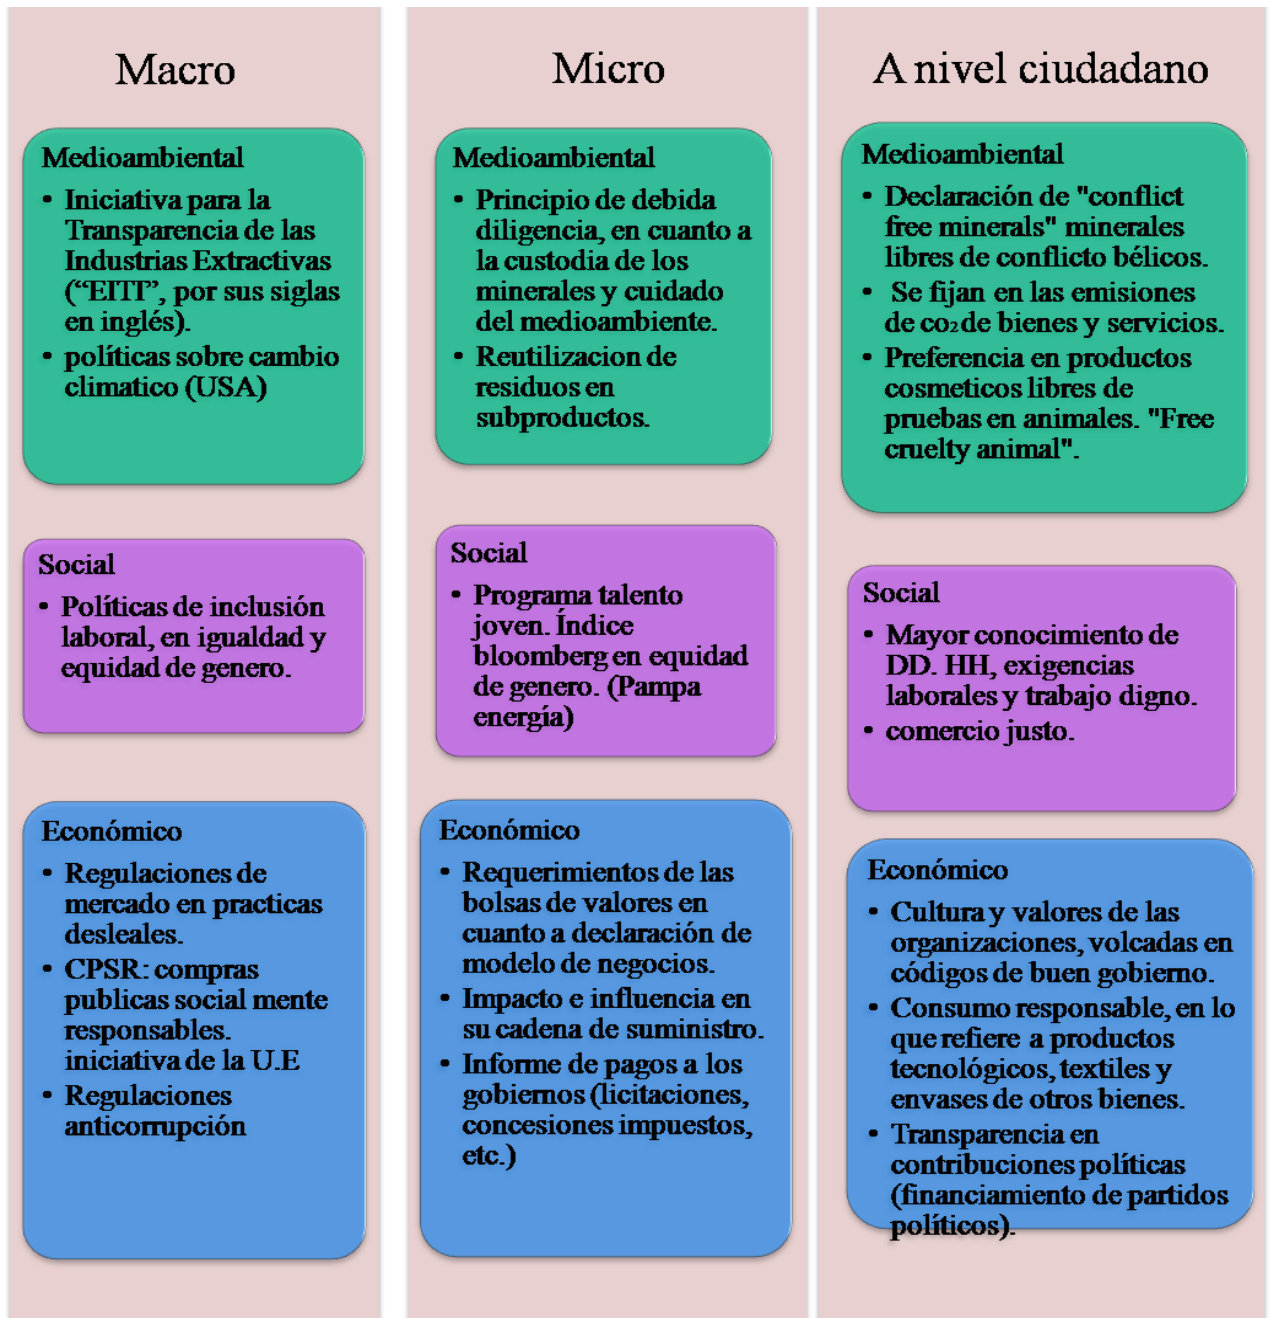 Macro
Medioambiental
• Iniciativa para la
Transparencia de las
Industrias Extractivas
(“EITI”, por sus siglas
en inglés).
• políticas sobre cambio
climatico (USA)
Social
• Políticas de inclusión
laboral, en igualdad y
equidad de genero.
Económico
• Regulaciones de
mercado en practicas
desleales.
• CPSR: compras
publicas social mente
responsables.
iniciativa de la U.E
• Regulaciones
anticorrupción
Micro
Medioambiental
• Principio de debida
diligencia, en cuanto a
la custodia de los
minerales y cuidado
del medioambiente.
• Reutilizacion de
residuos en
subproductos.
Social
• Programa talento
joven. Índice
bloomberg en equidad
de genero. (Pampa
energía)
Económico
• Requerimientos de las
bolsas de valores en
cuanto a declaración de
modelo de negocios.
• Impacto e influencia en
su cadena de suministro.
• Informe de pagos a los
gobiernos (licitaciones,
concesiones impuestos,
etc.)
A nivel ciudadano
Medioambiental
• Declaración de "conflict
free minerals" minerales
libres de conflicto bélicos.
• Se fijan en las emisiones
de co₂ de bienes y servicios.
• Preferencia en productos
cosmeticos libres de
pruebas en animales. "Free
cruelty animal".
Social
• Mayor conocimiento de
DD. HH, exigencias
laborales y trabajo digno.
• comercio justo.
Económico
• Cultura y valores de las
organizaciones, volcadas en
códigos de buen gobierno.
• Consumo responsable, en lo
que refiere a productos
tecnológicos, textiles y
envases de otros bienes.
• Transparencia en
contribuciones políticas
(financiamiento de partidos
políticos).